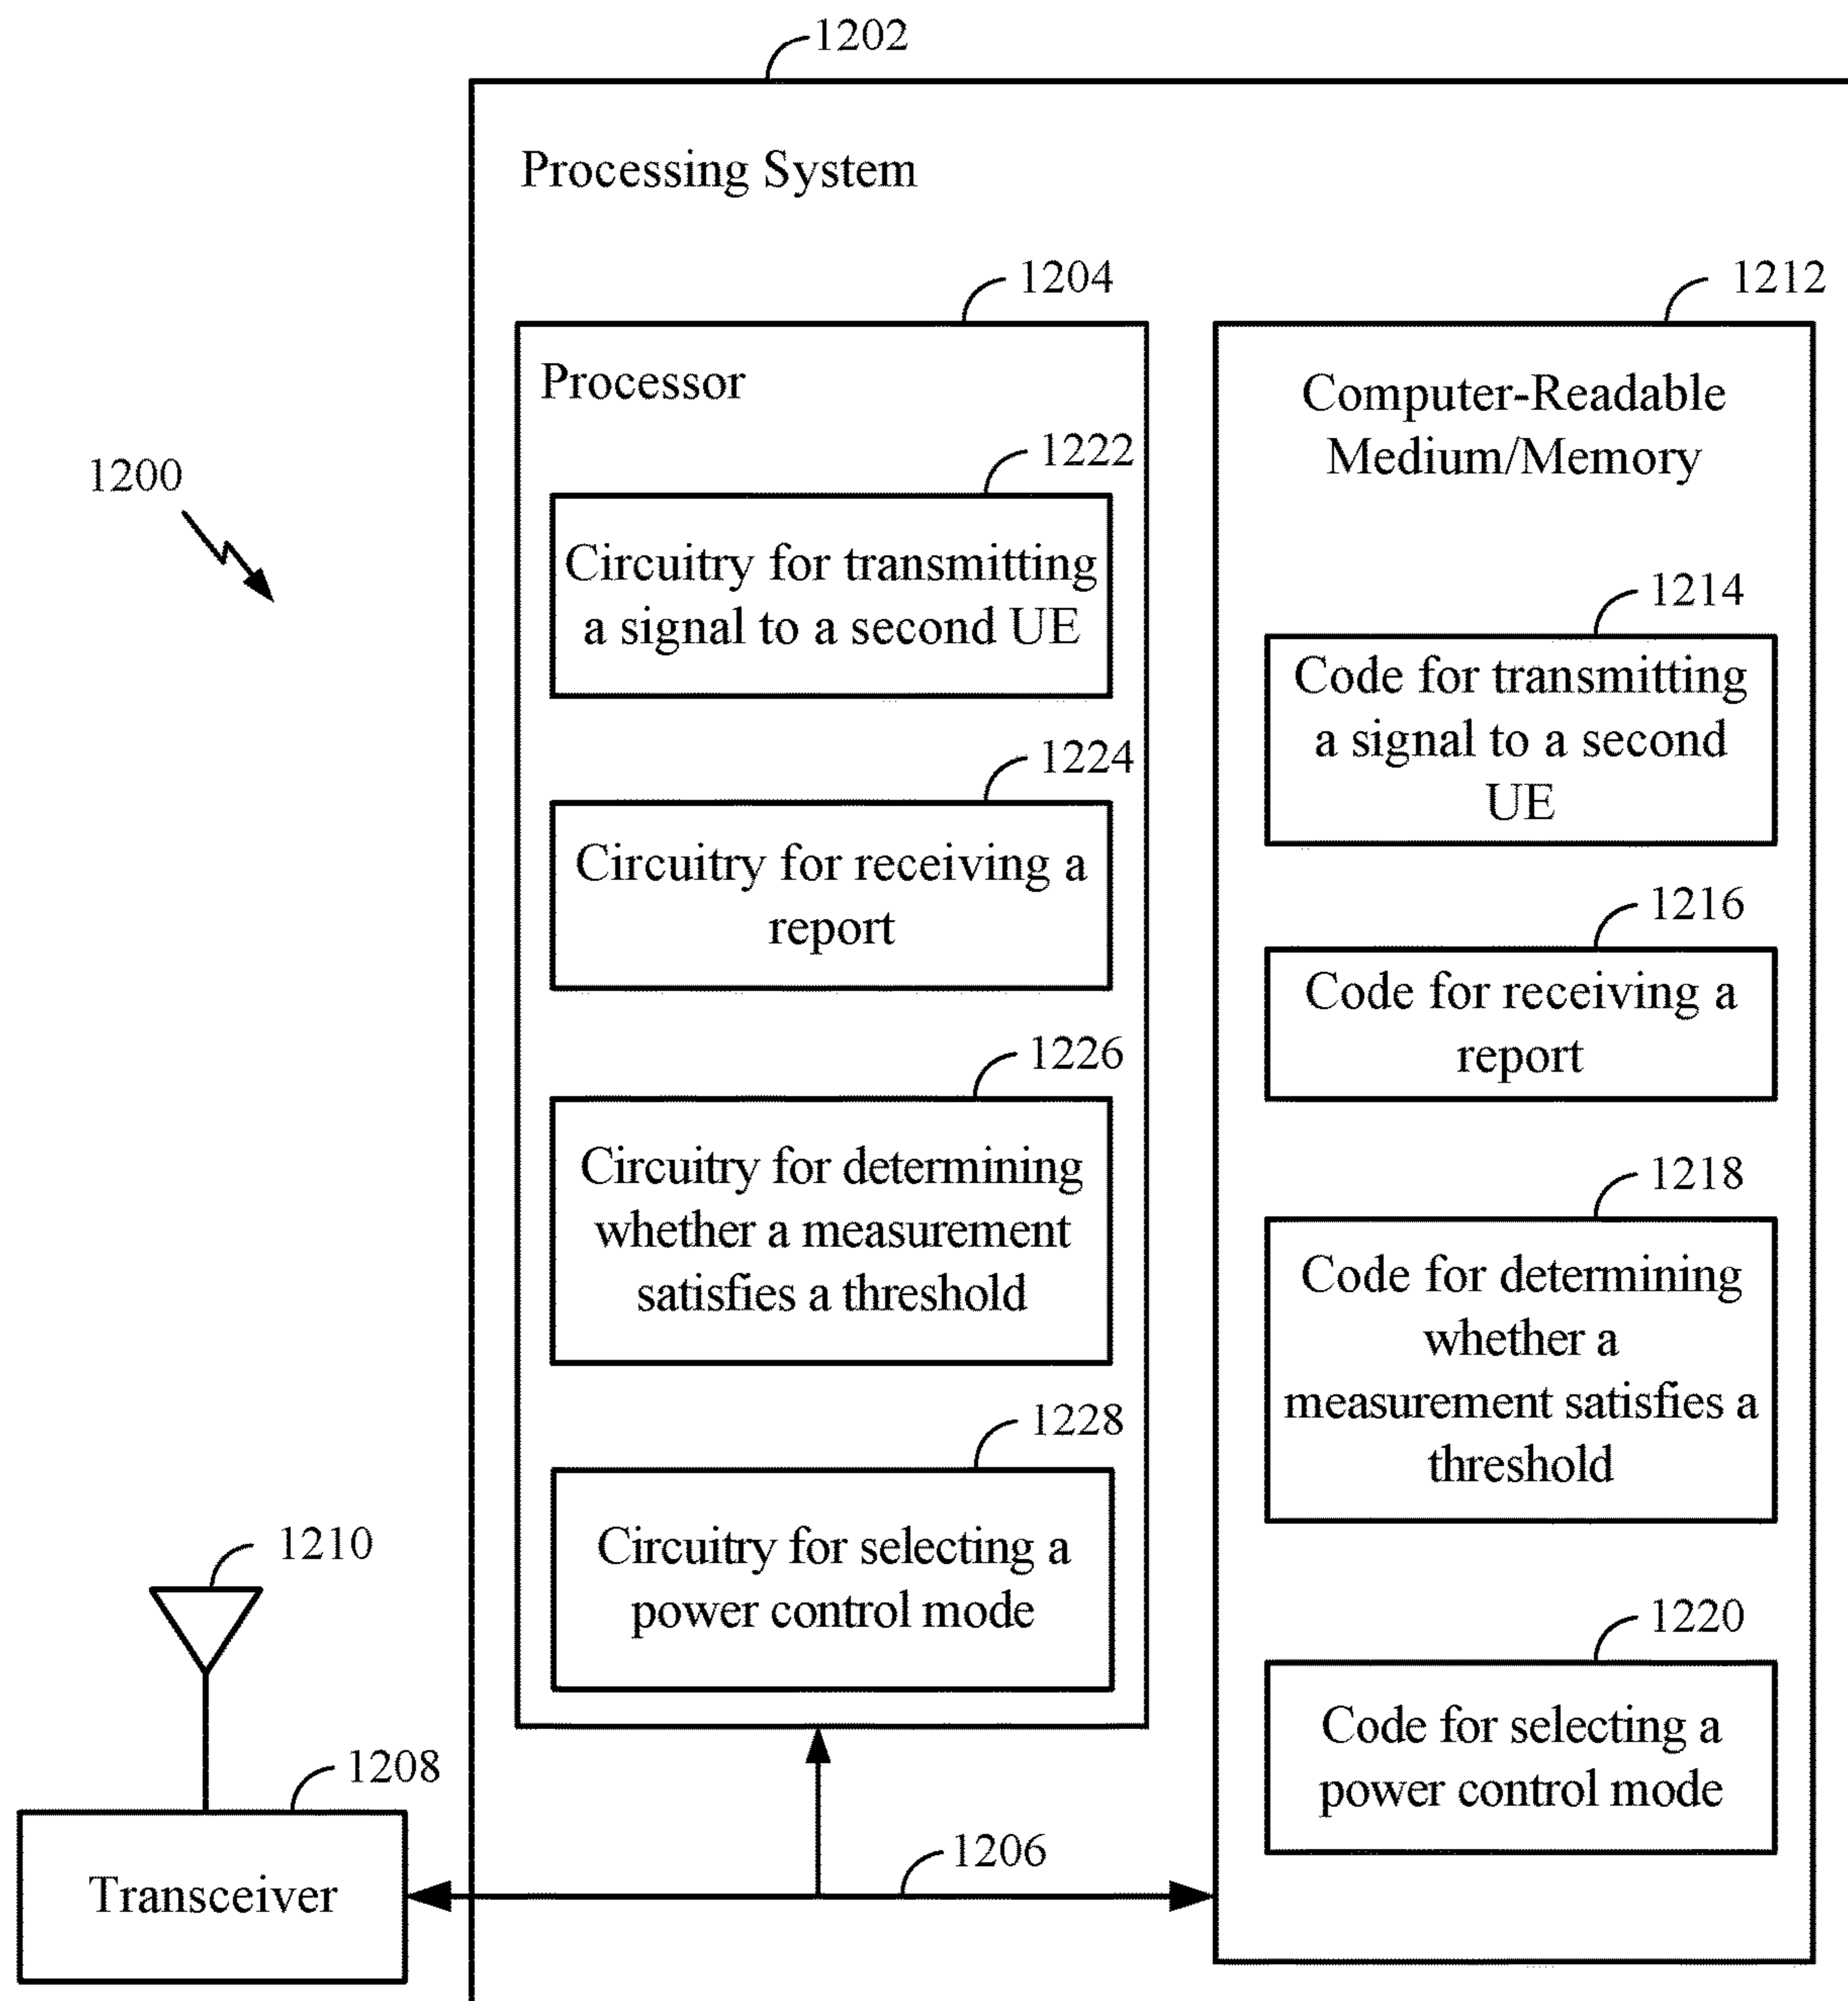 1202
Processing System
1204
1212
Processor
Computer-Readable
Medium/Memory
1200
1222
Circuitry for transmitting
a signal to a second UE
1214
Code for transmitting
a signal to a second
UE
1224
Circuitry for receiving a
report
1216
Code for receiving a
report
1226
Circuitry for determining
whether a measurement
satisfies a threshold
1218
Code for determining
whether a
measurement satisfies a
threshold
1228
Circuitry for selecting a
power control mode
1220
Code for selecting a
power control mode
1210
1208
Transceiver
1206